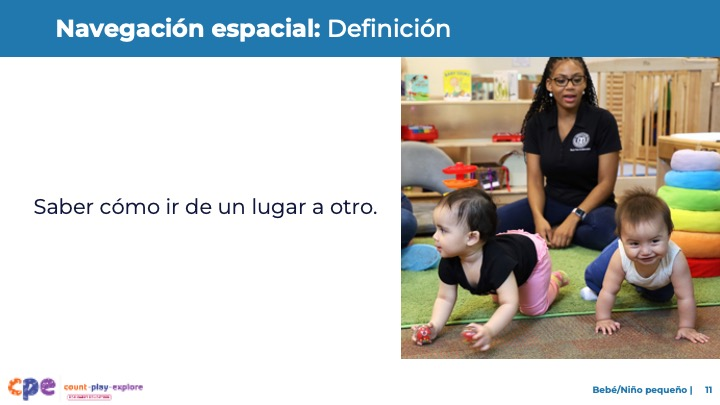 Navegación espacial: Definición
Saber cómo ir de un lugar a otro.
cpe count-play-explore
Bebé/Niño pequeño | 11